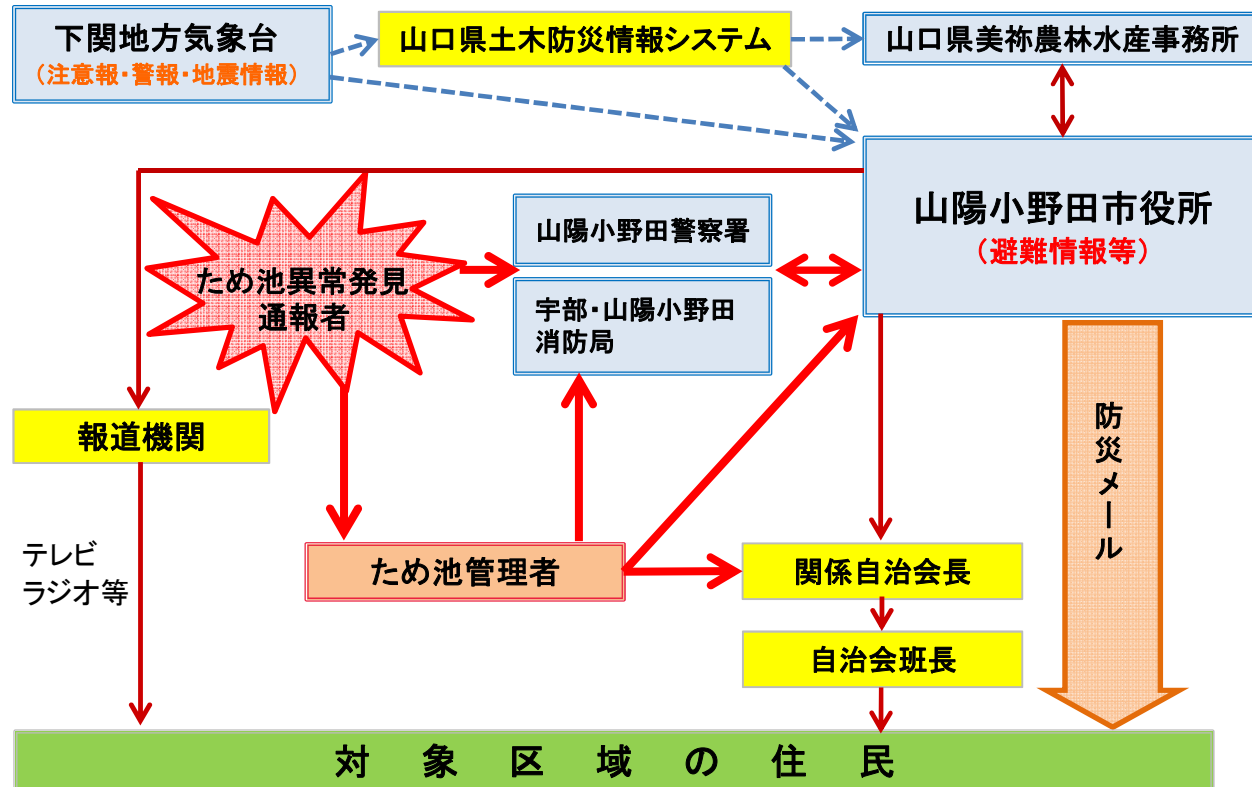 下関地方気象台
（注意報・警報・地震情報）
山口県土木防災情報システム
山口県美祢農林水産事務所
山陽小野田市役所
（避難情報等）
山陽小野田警察署
ため池異常発見
通報者
宇部・山陽小野田
消防局
報道機関
防災メール
テレビ
ラジオ等
ため池管理者
関係自治会長
自治会班長
対象区域の住民